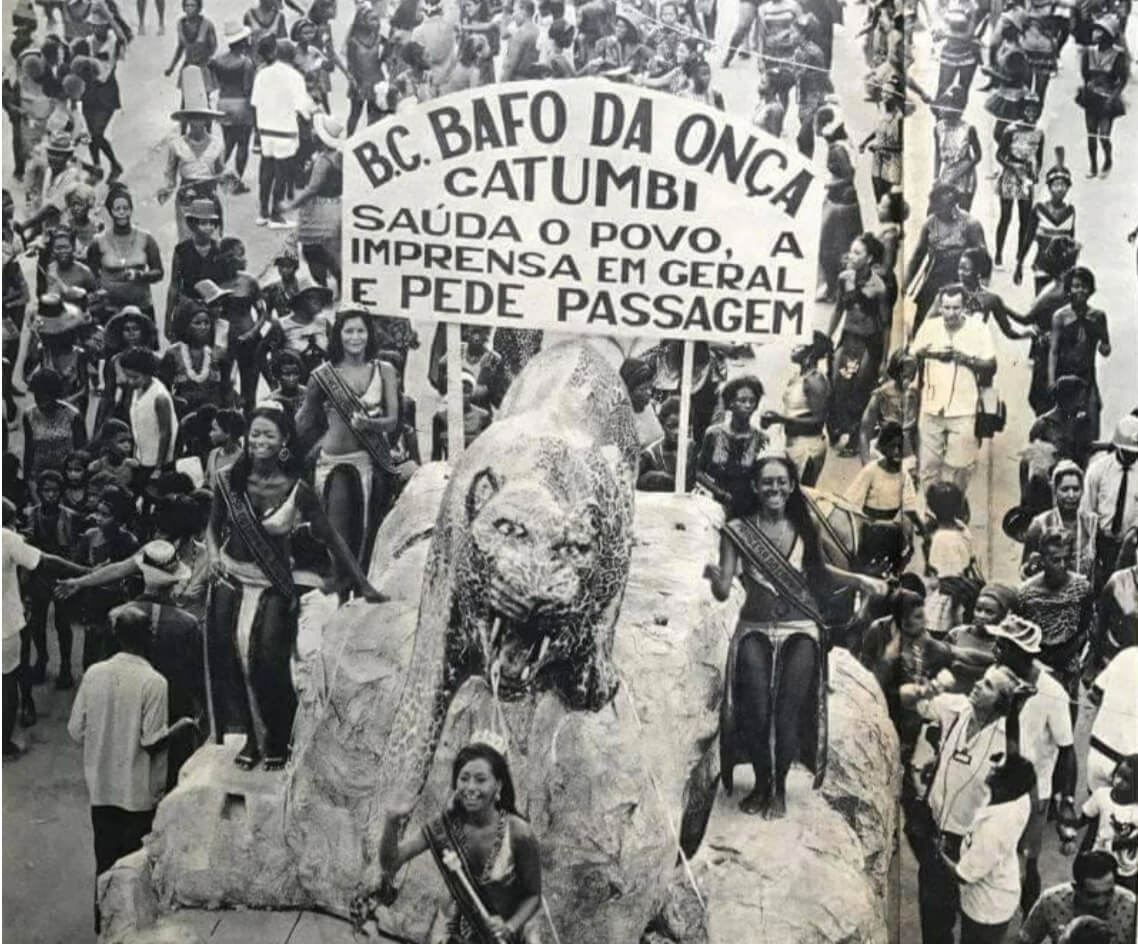 B.C. BAFO DA ONÇA
CATUMBI
SAÚDA O POVO, A
IMPRENSA EM GERAL
E PEDE PASSAGEM